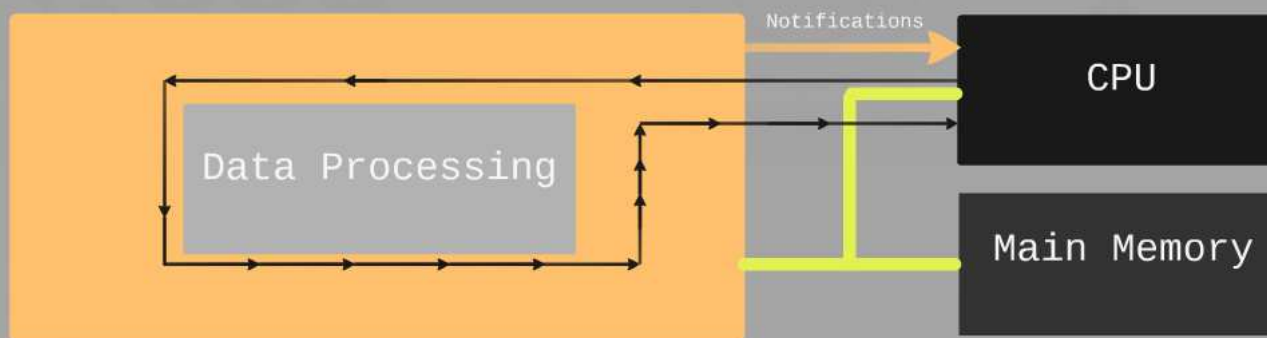 Notifications
CPU
Data Processing
Main Memory